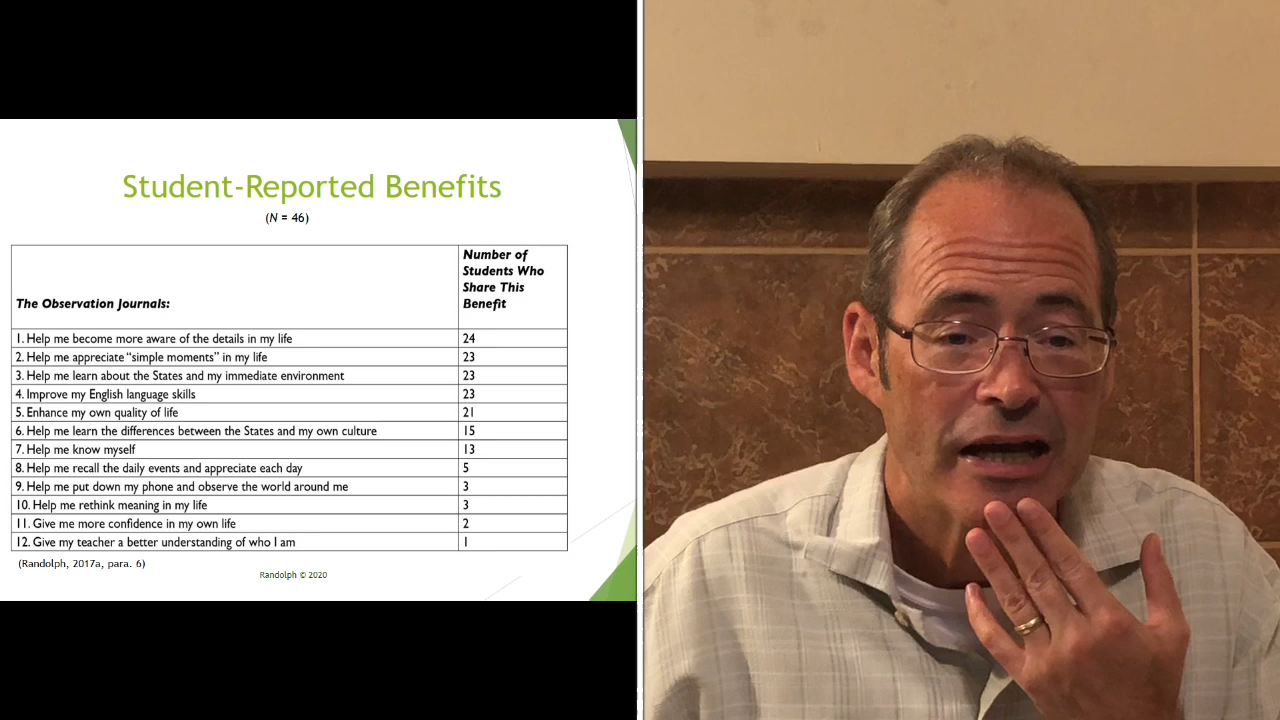 Student-Reported Benefits
(N = 46)
The Observation Journals:
Number of
Students Who
Share This
Benefit
1. Help me become more aware of the details in my life 24
2. Help me appreciate “simple moments” in my life 23
3. Help me learn about the States and my immediate environment 23
4. Improve my English language skills 23
5. Enhance my own quality of life 21
6. Help me learn the differences between the States and my own culture 15
7. Help me know myself 13
8. Help me recall the daily events and appreciate each day 5
9. Help me put down my phone and observe the world around me 3
10. Help me rethink meaning in my life 3
11. Give me more confidence in my own life 2
12. Give my teacher a better understanding of who I am 1
(Randolph, 2017a, para. 6)
Randolph © 2020